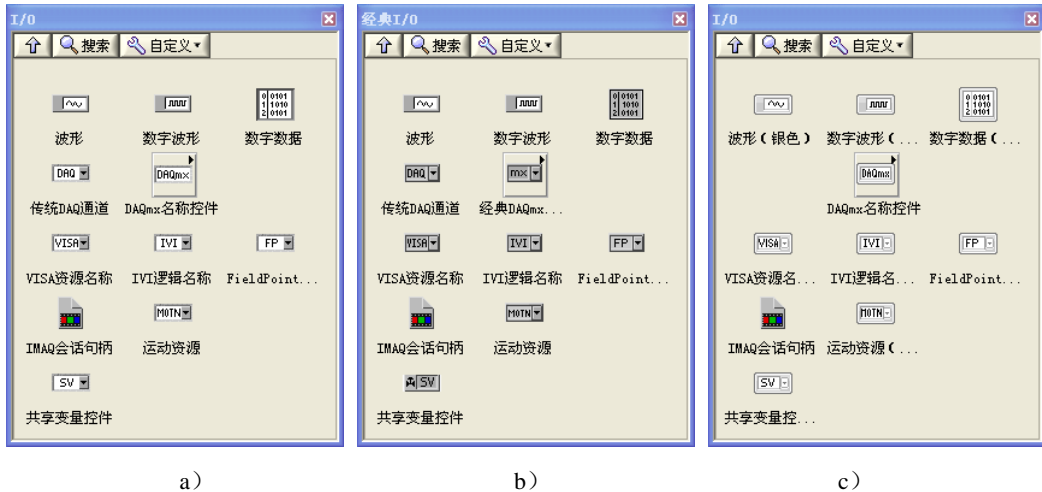 I/O
搜索 自定义
波形 数字波形 数字数据
DAQ DAQmx
传统DAQ通道 DAQmx名称控件
VISA IVI FP
VISA资源名称 IVI逻辑名称 FieldPoint...
MOTN
IMAQ会话句柄 运动资源
SV
共享变量控件
a）
经典I/O
搜索 自定义
波形 数字波形 数字数据
DAQ mx
传统DAQ通道 经典DAQmx...
VISA IVI FP
VISA资源名称 IVI逻辑名称 FieldPoint...
MOTN
IMAQ会话句柄 运动资源
SV
共享变量控件
b）
I/O
搜索 自定义
波形(银色) 数字波形(... 数字数据(...
DAQmx
DAQmx名称控件
VISA IVI FP
VISA资源名... IVI逻辑名... FieldPoint...
MOTN
IMAQ会话句柄 运动资源(...
SV
共享变量控...
c）